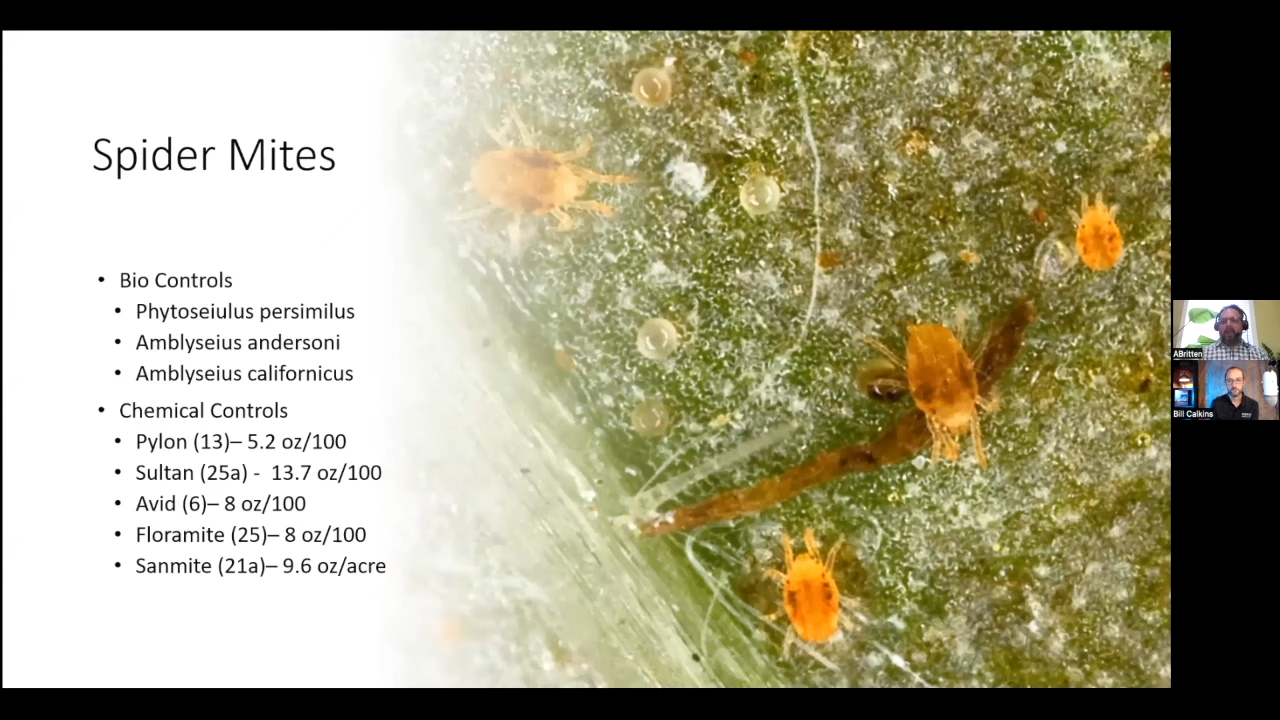 Spider Mites
• Bio Controls
• Phytoseiulus persimilus
• Amblyseius andersoni
• Amblyseius californicus
• Chemical Controls
• Pylon (13)– 5.2 oz/100
• Sultan (25a) - 13.7 oz/100
• Avid (6)– 8 oz/100
• Floramite (25)– 8 oz/100
• Sanmite (21a)– 9.6 oz/acre
ABritten
Bill Calkins